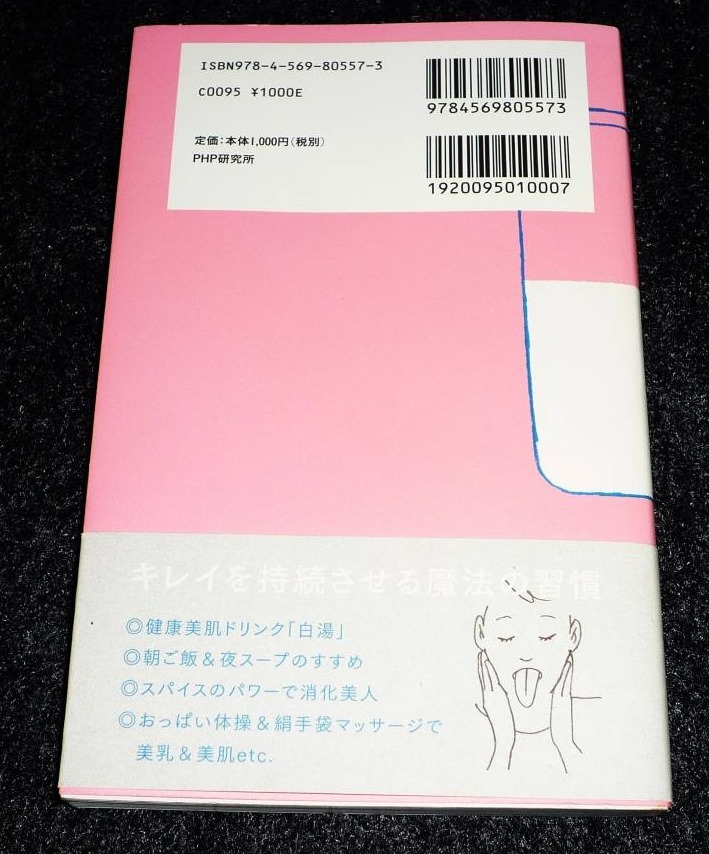 ISBN978-4-569-80557-3
C0095 ¥1000E
定価:本体1,000円(税別)
PHP研究所
9784569805573
1920095010007
キレイを持続させる魔法の習慣
◎健康美肌ドリンク「白湯」
◎朝ご飯&夜スープのすすめ
◎スパイスのパワーで消化美人
◎おっぱい体操&絹手袋マッサージで
美乳&美肌etc.